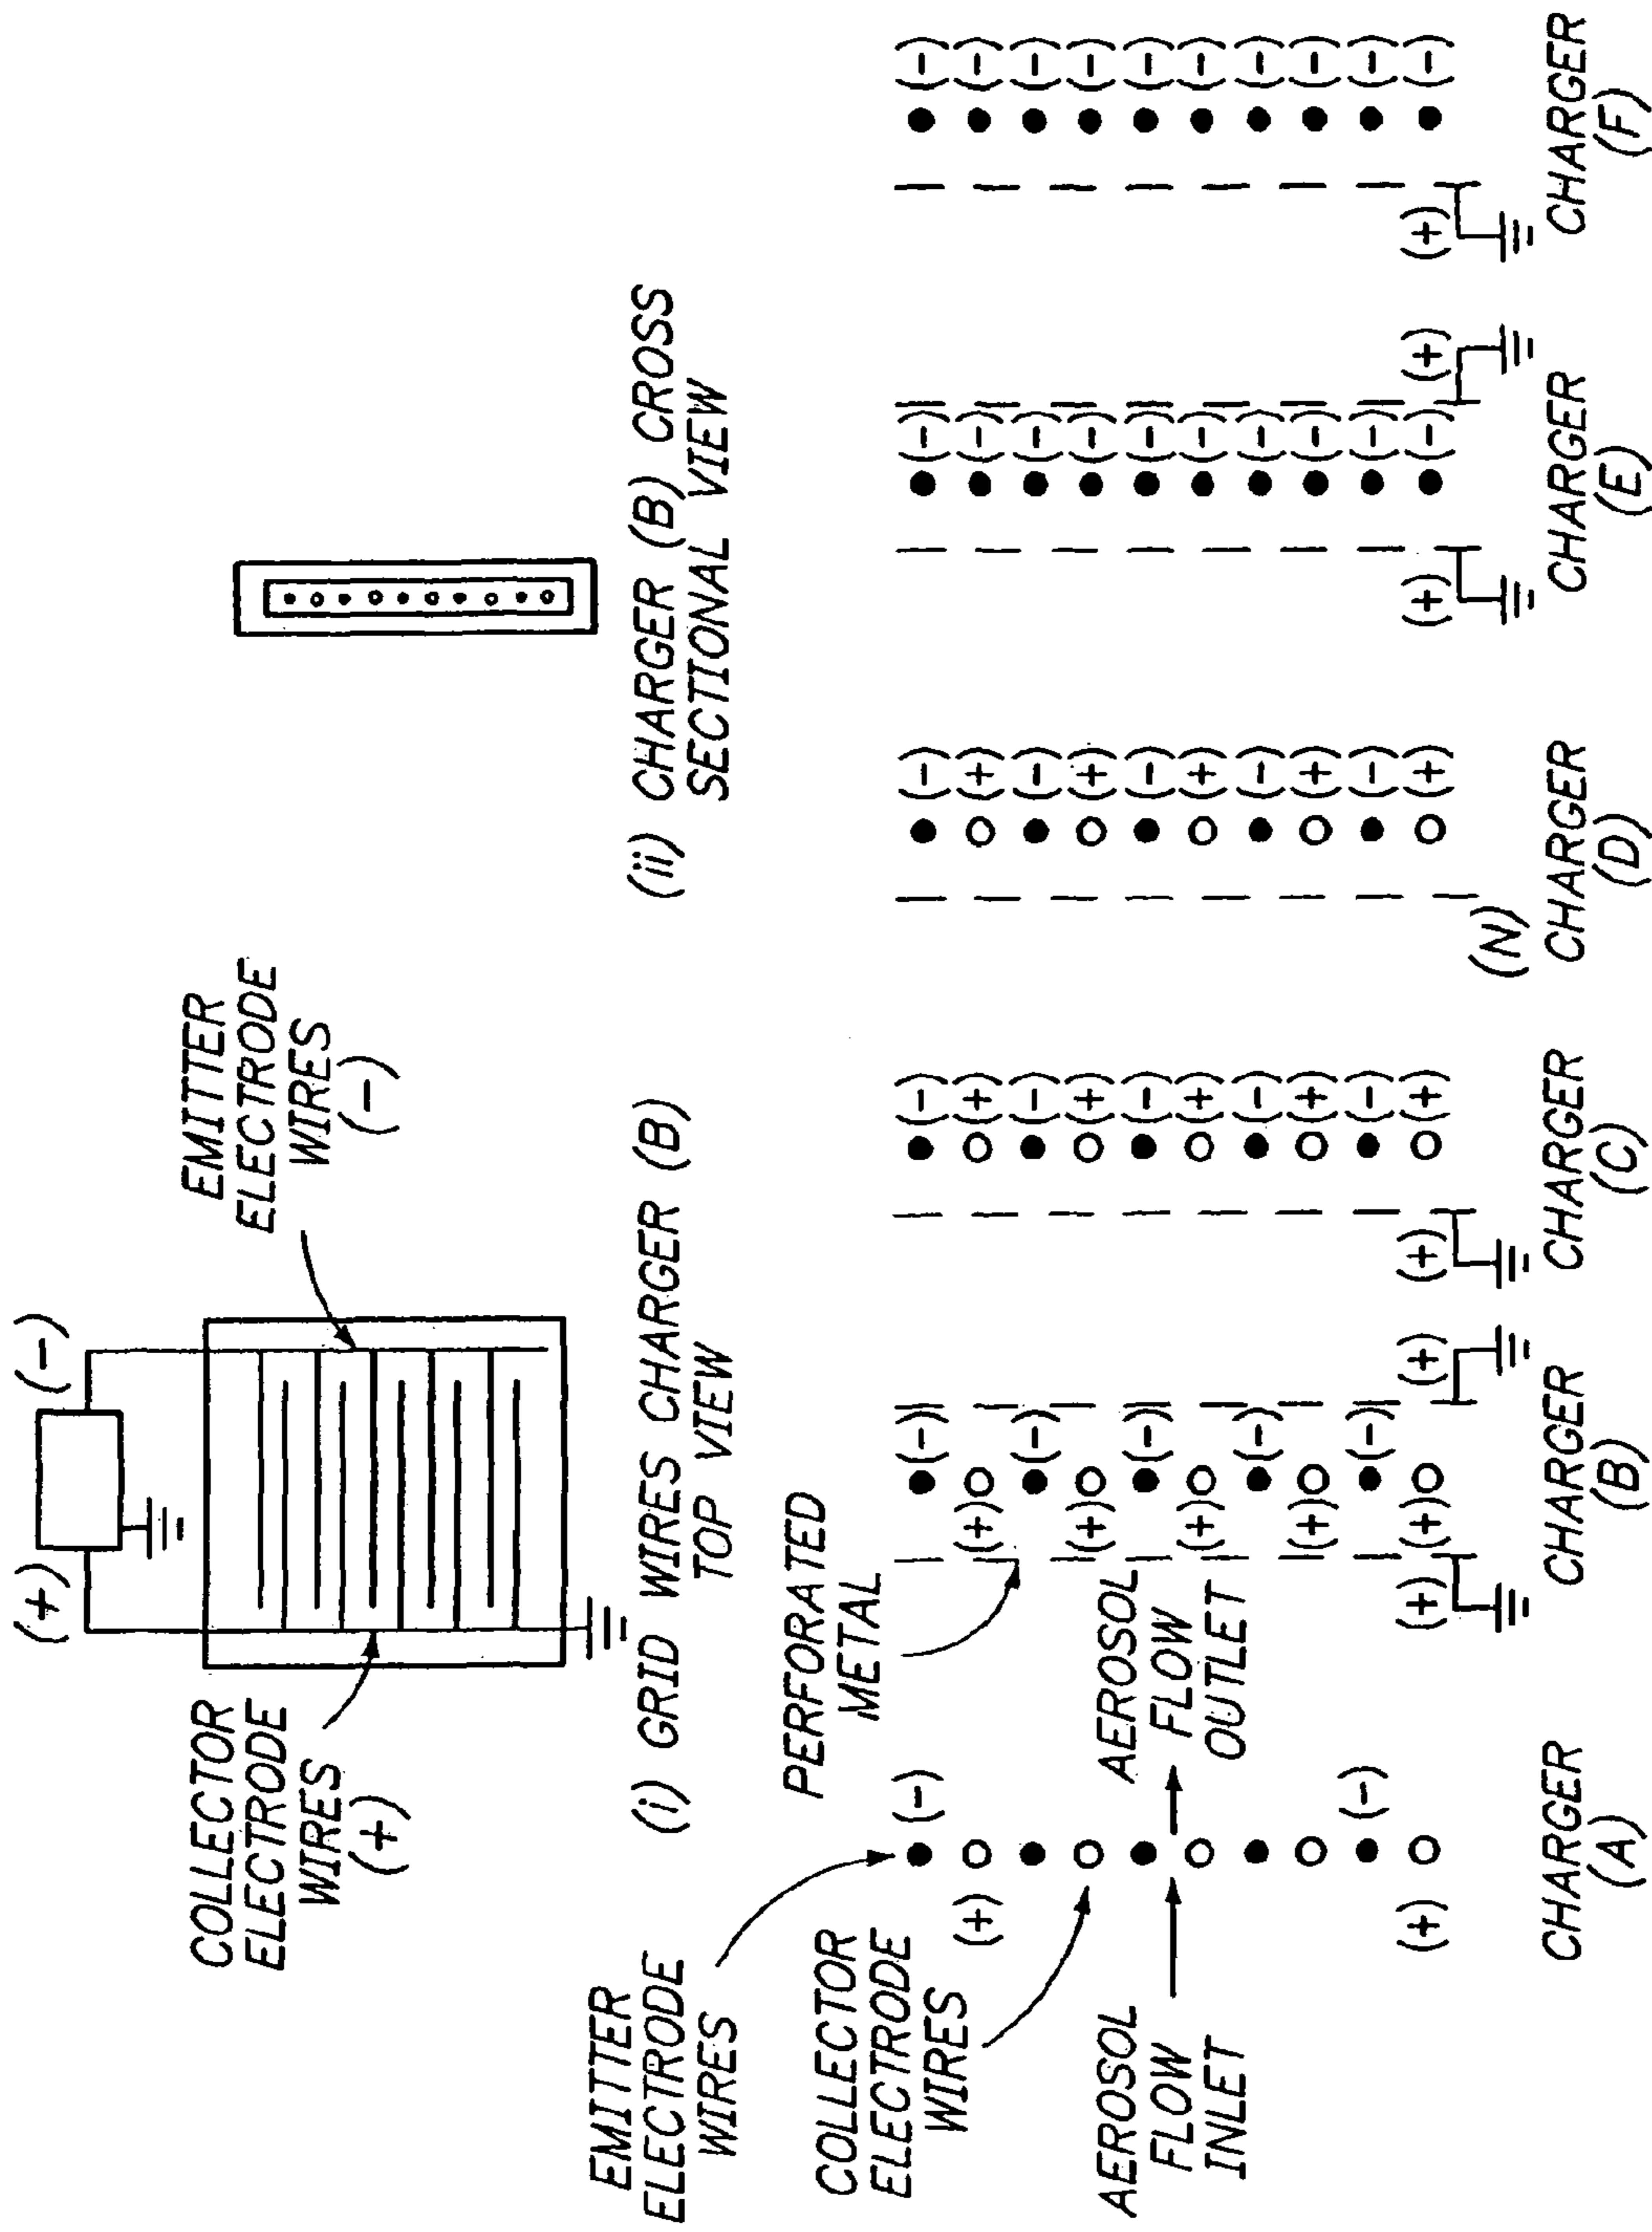 (+)
(-)
COLLECTOR
ELECTRODE
WIRES
(+)
EMITTER
ELECTRODE
WIRES
(-)
(i) GRID WIRES CHARGER (B)
TOP VIEW
(ii) CHARGER (B) CROSS
SECTIONAL VIEW
EMITTER
ELECTRODE
WIRES
COLLECTOR
ELECTRODE
WIRES
AEROSOL
FLOW
INLET
(-)
(+)
(-)
(+)
CHARGER
(A)
PERFORATED
METAL
AEROSOL
FLOW
OUTLET
(-)
(+)
(-)
(+)
(-)
(+)
(-)
(+)
(-)
(+)
(+)
(+)
CHARGER
(B)
(-)
(+)
(-)
(+)
(-)
(+)
(-)
(+)
(-)
(+)
(+)
CHARGER
(C)
(-)
(+)
(-)
(+)
(-)
(+)
(-)
(+)
(-)
(+)
(N)
CHARGER
(D)
(-)
(-)
(-)
(-)
(-)
(-)
(-)
(-)
(-)
(-)
(+)
(+)
CHARGER
(E)
(-)
(-)
(-)
(-)
(-)
(-)
(-)
(-)
(-)
(-)
(+)
CHARGER
(F)